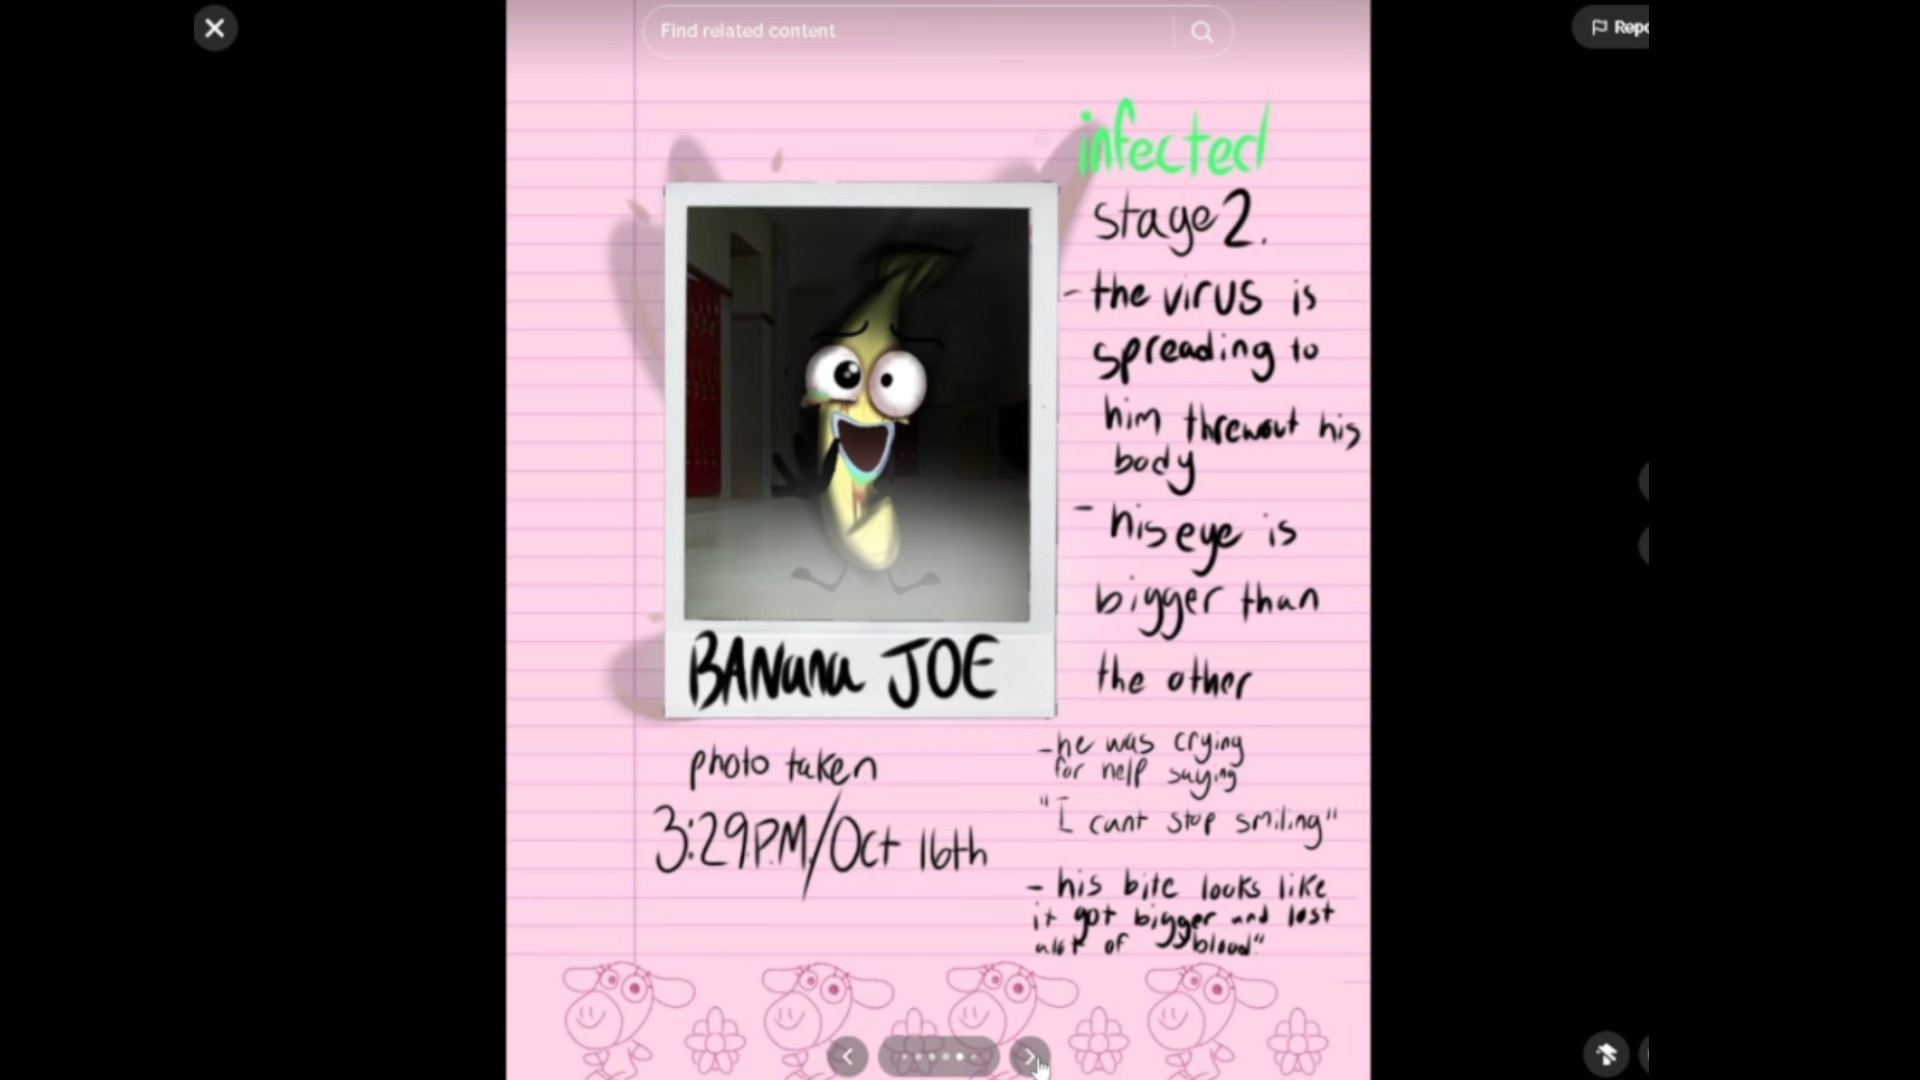 Find related content
Repo
infected
stage 2.
- the virus is
spreading to
him threwout his
body
- his eye is
bigger than
the other
BANana JOE
photo taken
3:29P.M/Oct 16th
- he was crying
for help saying
"I cant stop smiling"
- his bite looks like
it got bigger and lost
alot of blood"